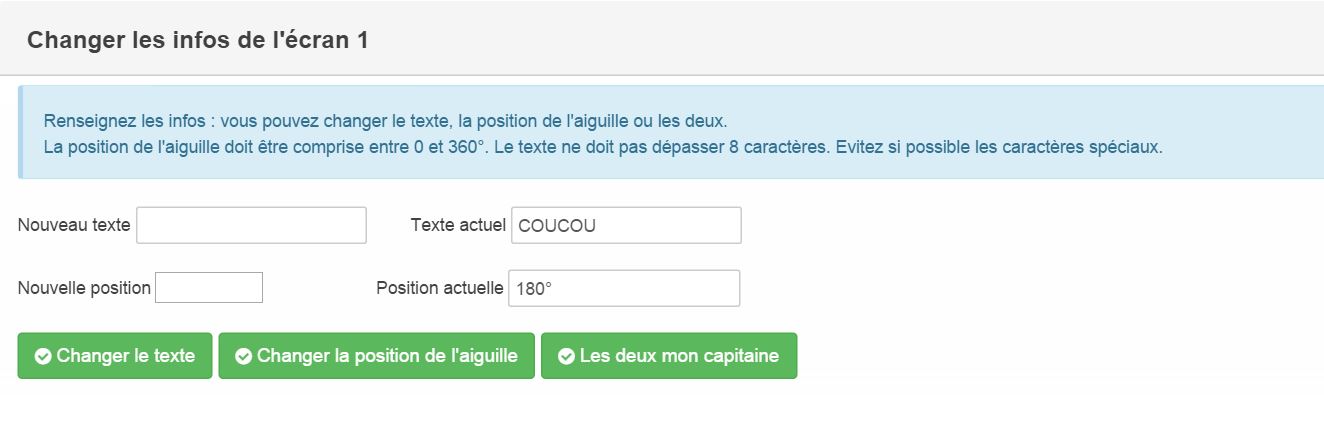 Changer les infos de l'écran 1
Renseignez les infos : vous pouvez changer le texte, la position de l'aiguille ou les deux.
La position de l'aiguille doit être comprise entre 0 et 360°. Le texte ne doit pas dépasser 8 caractères. Evitez si possible les caractères spéciaux.
Nouveau texte Texte actuel COUCOU
Nouvelle position Position actuelle 180°
Changer le texte Changer la position de l'aiguille Les deux mon capitaine